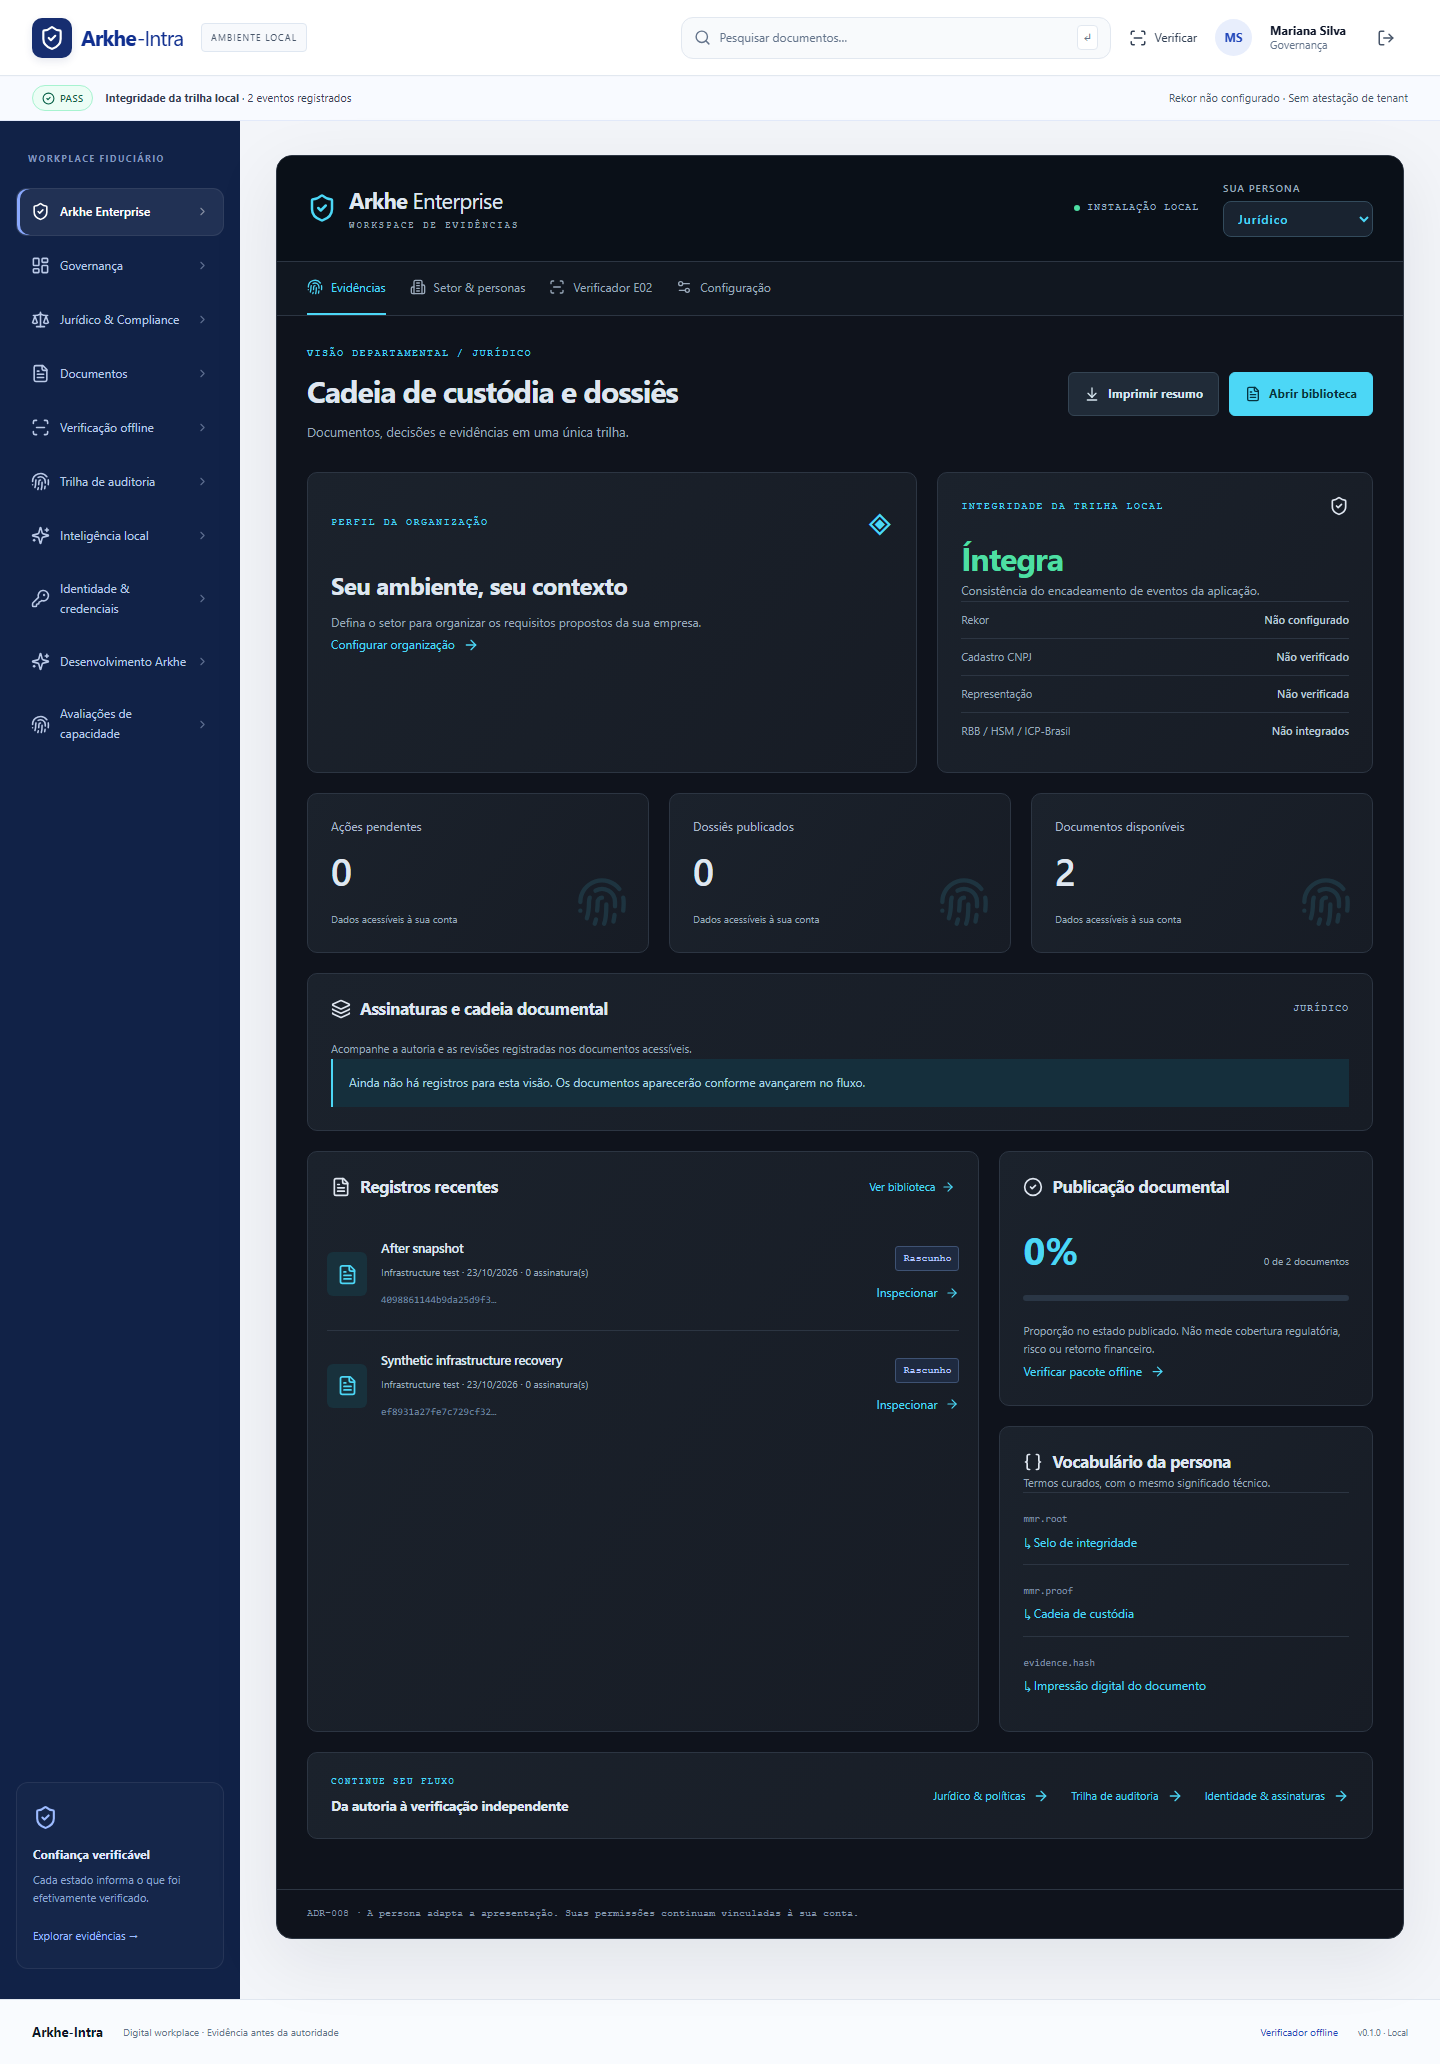 Arkhe-Intra
AMBIENTE LOCAL
Pesquisar documentos...
↵
Verificar
MS
Mariana Silva
Governança
PASS
Integridade da trilha local · 2 eventos registrados
Rekor não configurado · Sem atestação de tenant
WORKPLACE FIDUCIÁRIO
Arkhe Enterprise
Governança
Jurídico & Compliance
Documentos
Verificação offline
Trilha de auditoria
Inteligência local
Identidade &
credenciais
Desenvolvimento Arkhe
Avaliações de
capacidade
Confiança verificável
Cada estado informa o que foi
efetivamente verificado.
Explorar evidências →
Arkhe Enterprise
WORKSPACE DE EVIDÊNCIAS
INSTALAÇÃO LOCAL
SUA PERSONA
Jurídico
Evidências
Setor & personas
Verificador E02
Configuração
VISÃO DEPARTAMENTAL / JURÍDICO
Cadeia de custódia e dossiês
Documentos, decisões e evidências em uma única trilha.
Imprimir resumo
Abrir biblioteca
PERFIL DA ORGANIZAÇÃO
Seu ambiente, seu contexto
Defina o setor para organizar os requisitos propostos da sua empresa.
Configurar organização →
INTEGRIDADE DA TRILHA LOCAL
Íntegra
Consistência do encadeamento de eventos da aplicação.
Rekor Não configurado
Cadastro CNPJ Não verificado
Representação Não verificada
RBB / HSM / ICP-Brasil Não integrados
Ações pendentes
0
Dados acessíveis à sua conta
Dossiês publicados
0
Dados acessíveis à sua conta
Documentos disponíveis
2
Dados acessíveis à sua conta
Assinaturas e cadeia documental
JURÍDICO
Acompanhe a autoria e as revisões registradas nos documentos acessíveis.
Ainda não há registros para esta visão. Os documentos aparecerão conforme avançarem no fluxo.
Registros recentes
Ver biblioteca →
After snapshot
Infrastructure test · 23/10/2026 · 0 assinatura(s)
4098861144b9da25d9f3…
Rascunho
Inspecionar →
Synthetic infrastructure recovery
Infrastructure test · 23/10/2026 · 0 assinatura(s)
ef8931a27fe7c729cf32…
Rascunho
Inspecionar →
Publicação documental
0%
0 de 2 documentos
Proporção no estado publicado. Não mede cobertura regulatória,
risco ou retorno financeiro.
Verificar pacote offline →
Vocabulário da persona
Termos curados, com o mesmo significado técnico.
mmr.root
↳ Selo de integridade
mmr.proof
↳ Cadeia de custódia
evidence.hash
↳ Impressão digital do documento
CONTINUE SEU FLUXO
Da autoria à verificação independente
Jurídico & políticas →
Trilha de auditoria →
Identidade & assinaturas →
ADR-008 · A persona adapta a apresentação. Suas permissões continuam vinculadas à sua conta.
Arkhe-Intra
Digital workplace · Evidência antes da autoridade
Verificador offline
v0.1.0 · Local